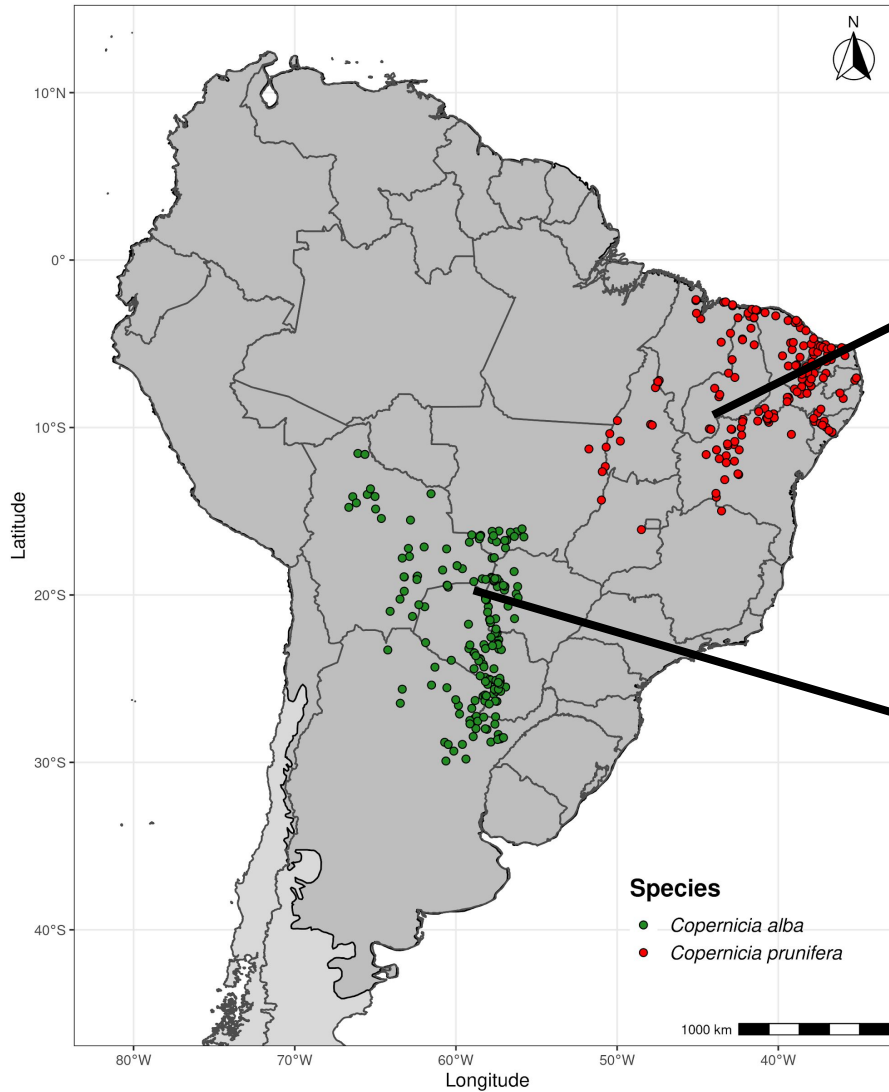 N
10°N
0°
10°S
20°S
30°S
40°S
Latitude
Species
Copernicia alba
Copernicia prunifera
1000 km
80°W
70°W
60°W
50°W
40°W
Longitude